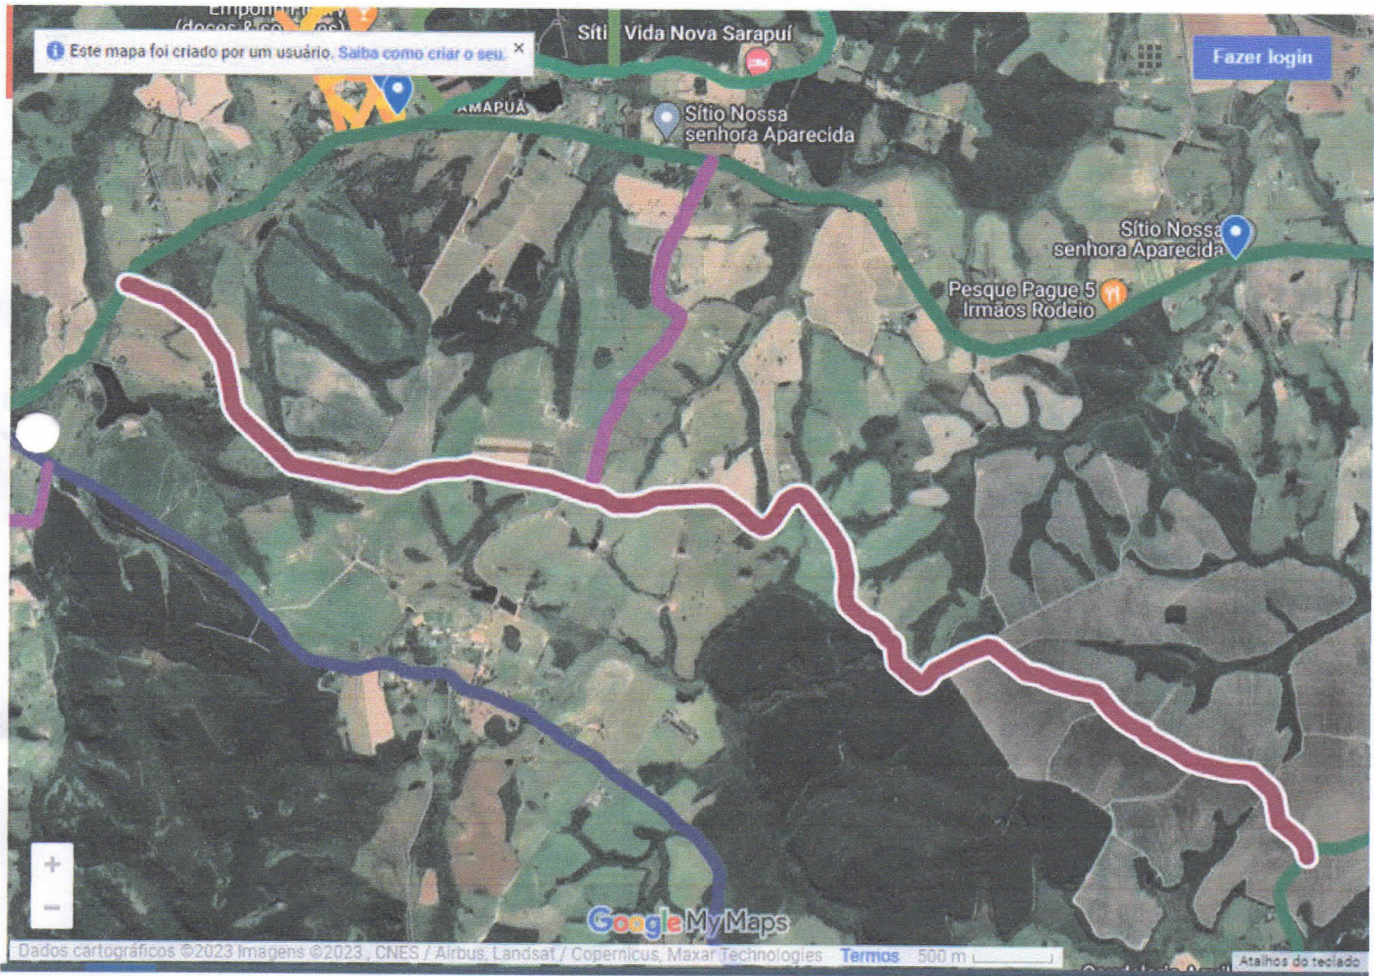 (doces & so
Este mapa foi criado por um usuário. Saiba como criar o seu. ×
Síti Vida Nova Sarapuí
Fazer login
AMAPUÃ
Sítio Nossa
senhora Aparecida
Sítio Nossa
senhora Aparecida
Pesque Pague 5
Irmãos Rodeio
+
−
Google My Maps
Dados cartográficos ©2023 Imagens ©2023 , CNES / Airbus, Landsat / Copernicus, Maxar Technologies Termos 500 m
Atalhos do teclado